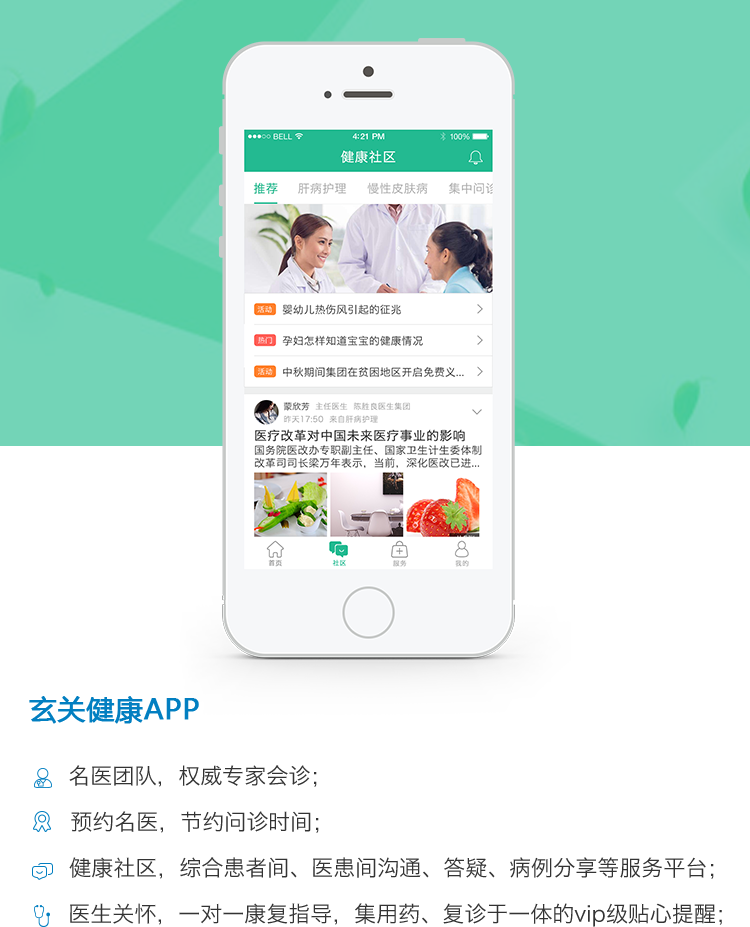 BELL 4:21 PM 100%
健康社区
推荐 肝病护理 慢性皮肤病 集中问诊
活动 婴幼儿热伤风引起的征兆
热门 孕妇怎样知道宝宝的健康情况
活动 中秋期间集团在贫困地区开启免费义...
蒙欣芳 主任医生 陈胜良医生集团
昨天17:50 来自肝病护理
医疗改革对中国未来医疗事业的影响
国务院医改办专职副主任、国家卫生计生委体制
改革司司长梁万年表示，当前，深化医改已进...
首页 社区 服务 我的
玄关健康APP
名医团队，权威专家会诊；
预约名医，节约问诊时间；
健康社区，综合患者间、医患间沟通、答疑、病例分享等服务平台；
医生关怀，一对一康复指导，集用药、复诊于一体的vip级贴心提醒；